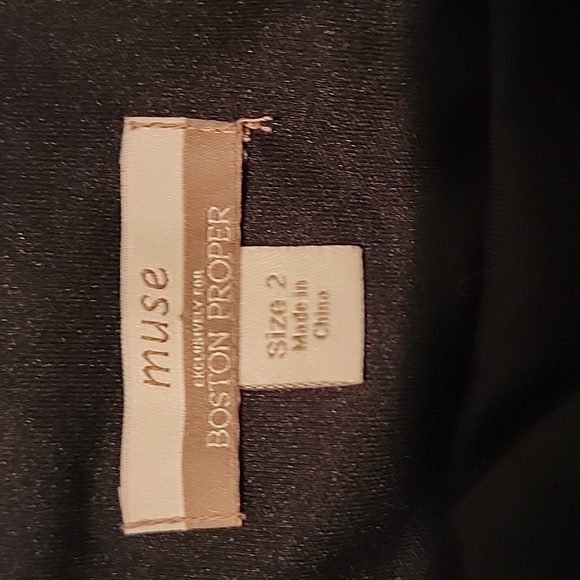 muse
EXCLUSIVELY FOR
BOSTON PROPER
Size 2
Made in
China